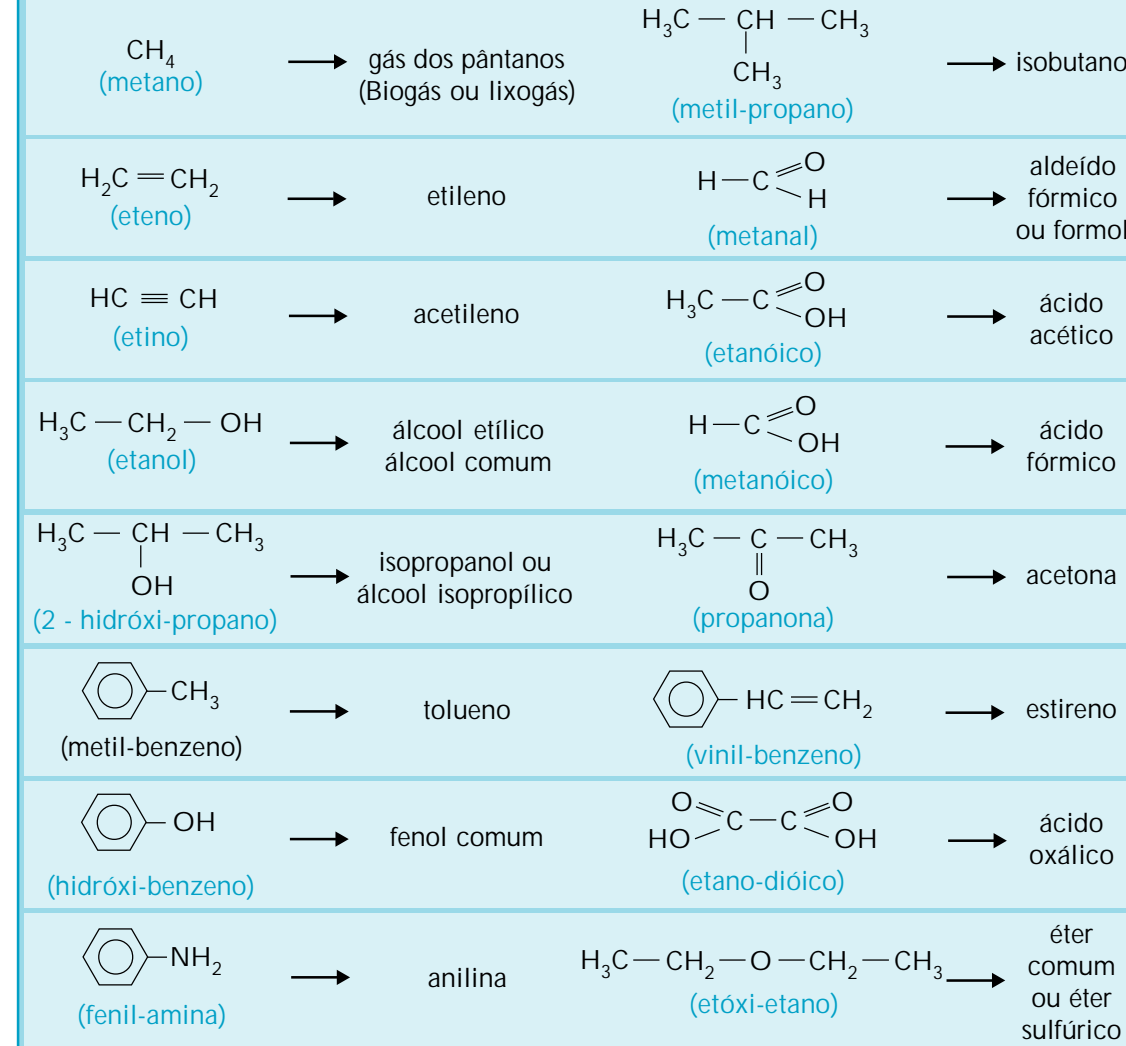 CH₄
(metano)
gás dos pântanos
(Biogás ou lixogás)
H₃C — CH — CH₃
CH₃
(metil-propano)
isobutano
H₂C = CH₂
(eteno)
etileno
H — C
O
H
(metanal)
aldeído
fórmico
ou formol
HC ≡ CH
(etino)
acetileno
H₃C — C
O
OH
(etanóico)
ácido
acético
H₃C — CH₂ — OH
(etanol)
álcool etílico
álcool comum
H — C
O
OH
(metanóico)
ácido
fórmico
H₃C — CH — CH₃
OH
(2 - hidróxi-propano)
isopropanol ou
álcool isopropílico
H₃C — C — CH₃
O
(propanona)
acetona
CH₃
(metil-benzeno)
tolueno
HC = CH₂
(vinil-benzeno)
estireno
OH
(hidróxi-benzeno)
fenol comum
O O
C — C
HO OH
(etano-dióico)
ácido
oxálico
NH₂
(fenil-amina)
anilina
H₃C — CH₂ — O — CH₂ — CH₃
(etóxi-etano)
éter
comum
ou éter
sulfúrico